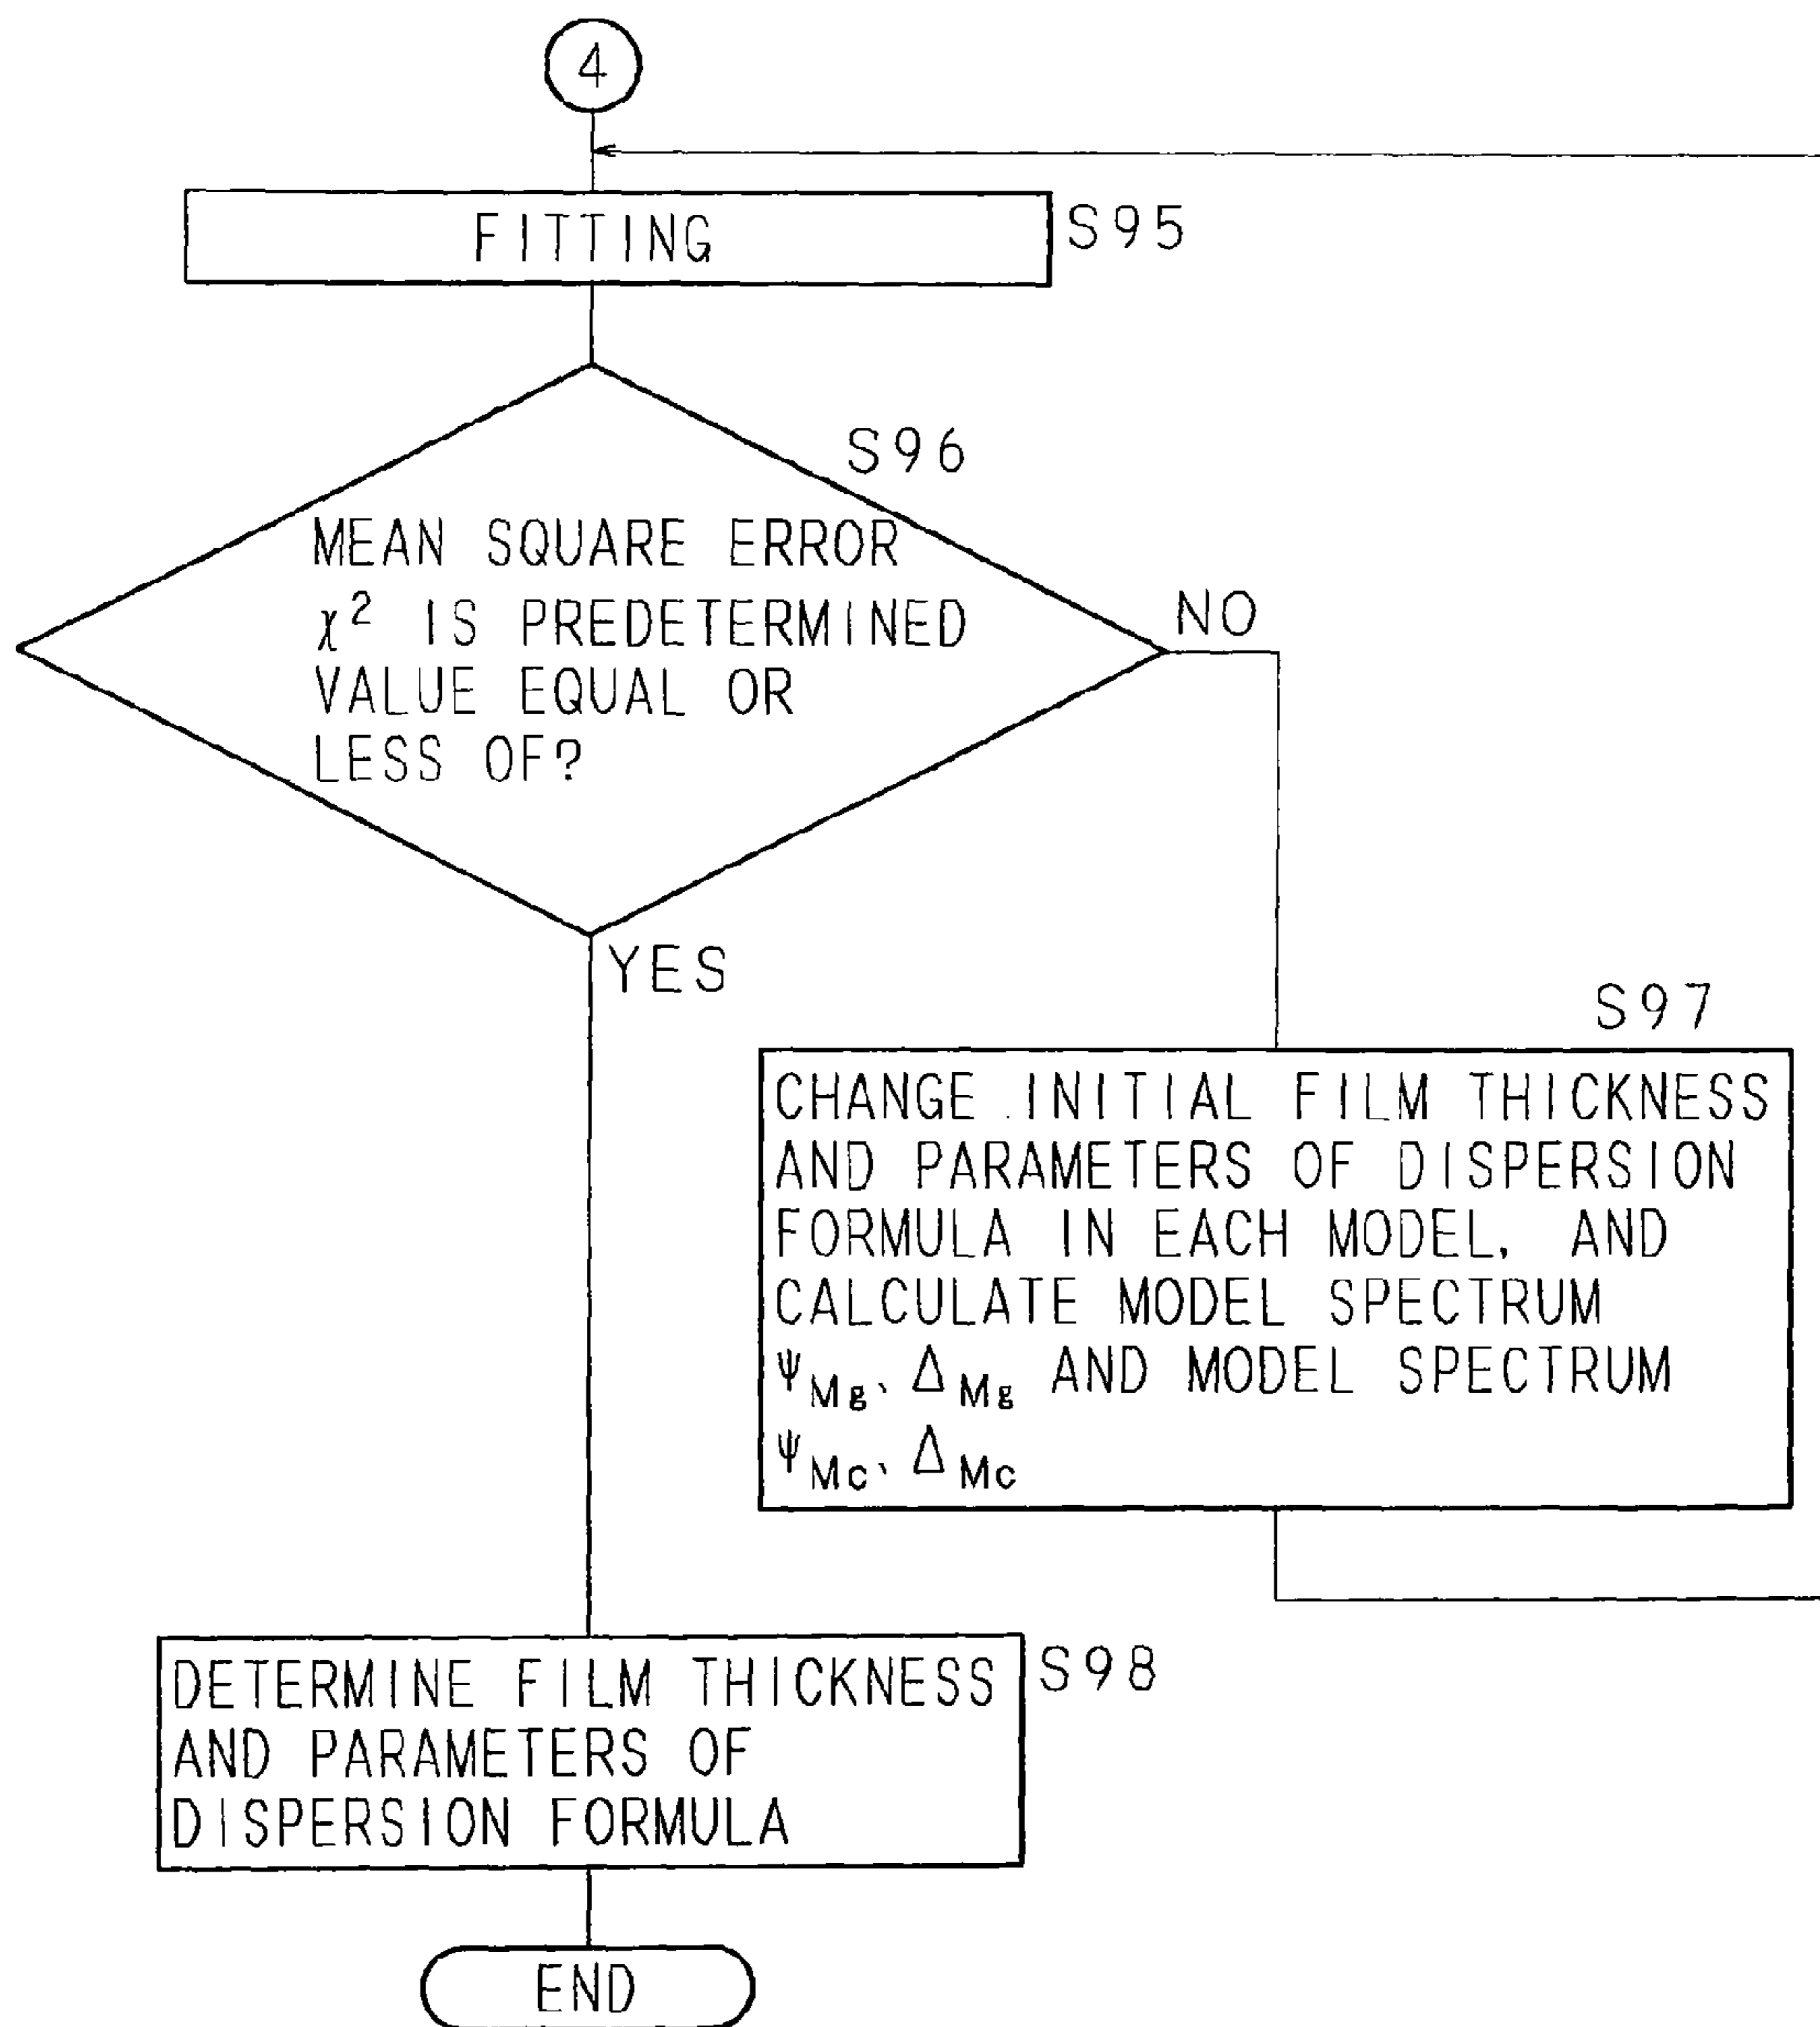 4
FITTING
S95
S96
MEAN SQUARE ERROR
χ² IS PREDETERMINED
VALUE EQUAL OR
LESS OF?
NO
YES
S97
CHANGE INITIAL FILM THICKNESS
AND PARAMETERS OF DISPERSION
FORMULA IN EACH MODEL, AND
CALCULATE MODEL SPECTRUM
ΨMg、ΔMg AND MODEL SPECTRUM
ΨMc、ΔMc
DETERMINE FILM THICKNESS
AND PARAMETERS OF
DISPERSION FORMULA
S98
END